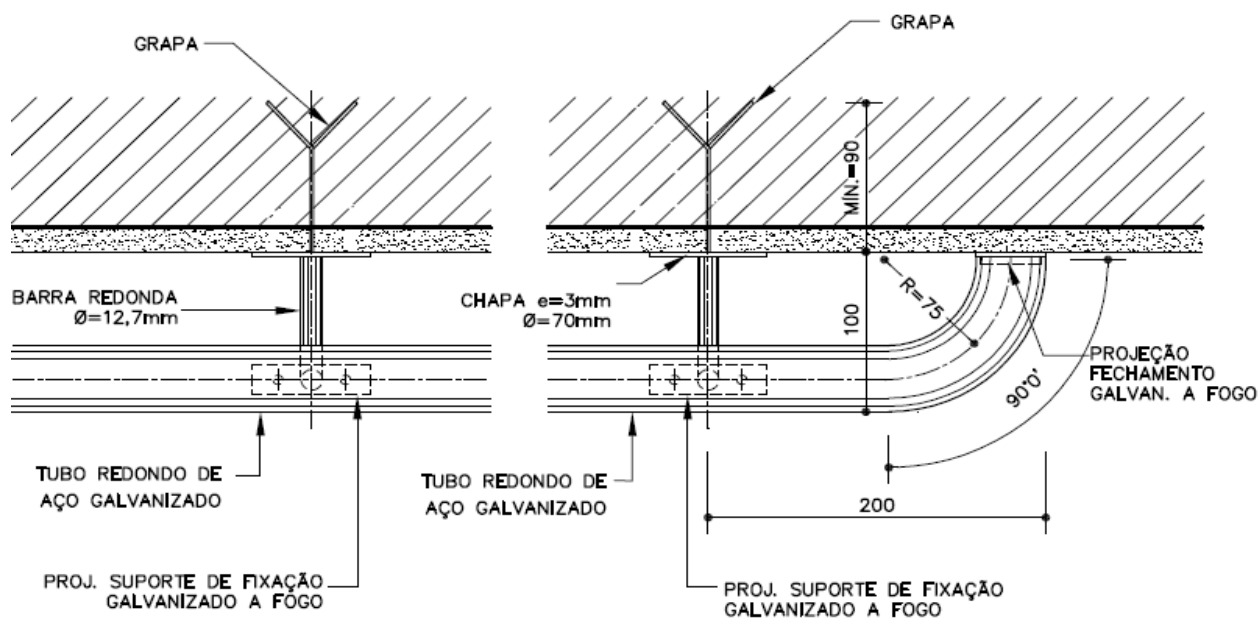 GRAPA
GRAPA
MÍN.=90
BARRA REDONDA
Ø=12,7mm
CHAPA e=3mm
Ø=70mm
100
R=75
PROJEÇÃO
FECHAMENTO
GALVAN. A FOGO
90°0'
TUBO REDONDO DE
AÇO GALVANIZADO
TUBO REDONDO DE
AÇO GALVANIZADO
200
PROJ. SUPORTE DE FIXAÇÃO
GALVANIZADO A FOGO
PROJ. SUPORTE DE FIXAÇÃO
GALVANIZADO A FOGO